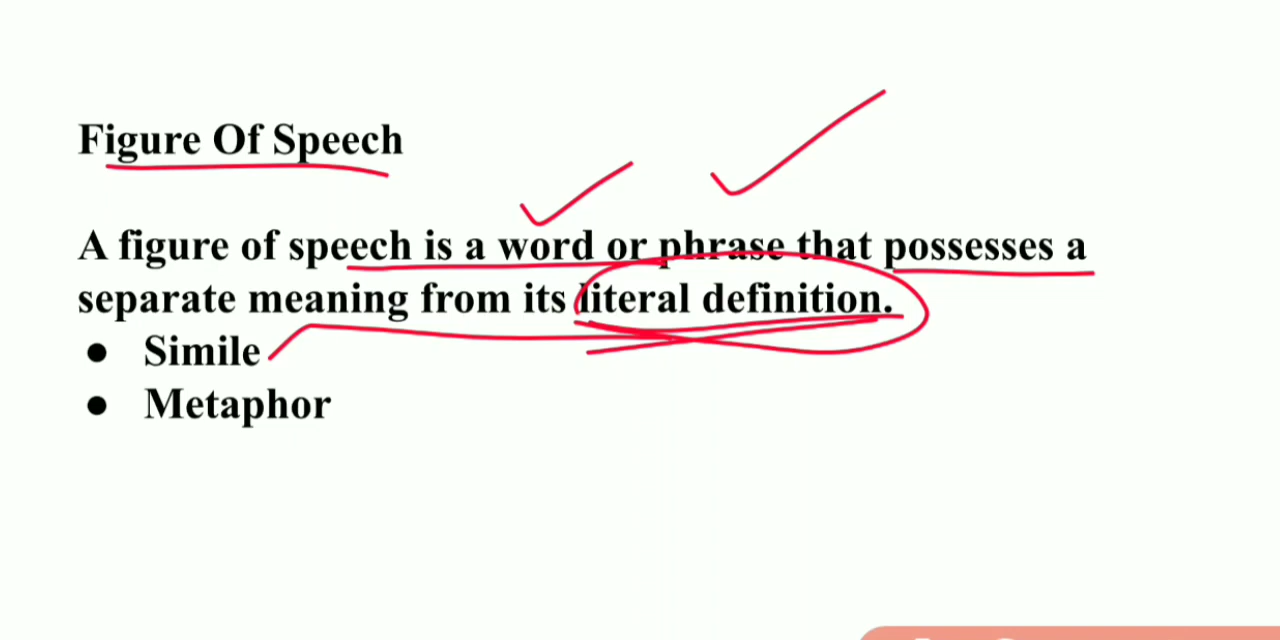 Figure Of Speech
A figure of speech is a word or phrase that possesses a
separate meaning from its literal definition.
● Simile
● Metaphor